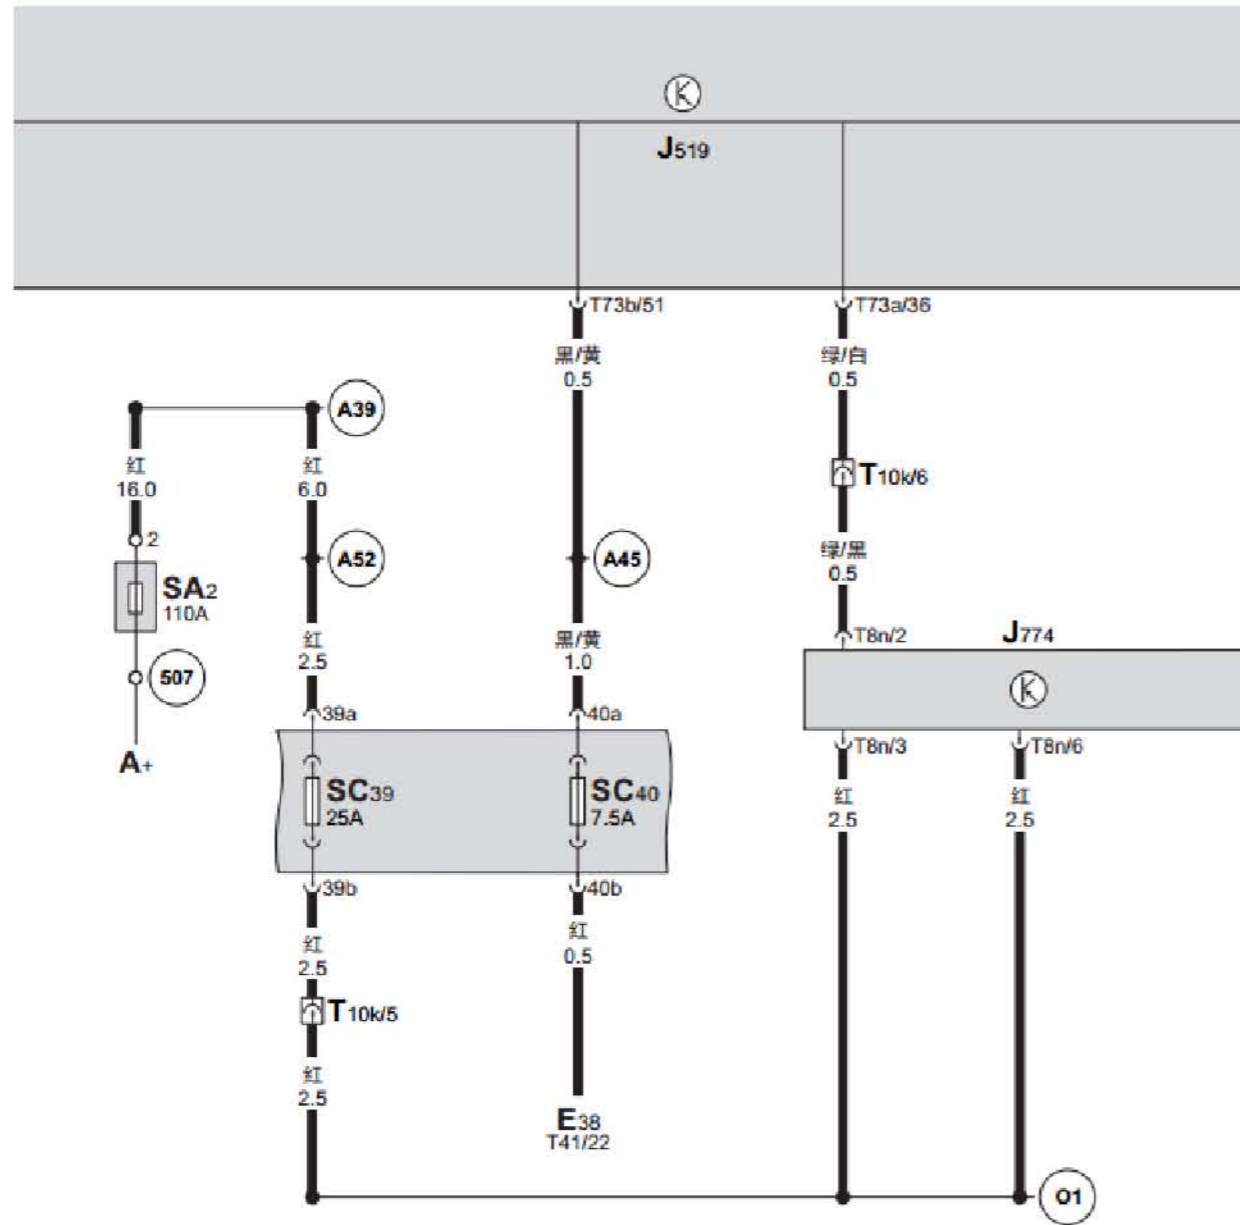 K
J519
T73b/51
T73a/36
黑/黄
0.5
绿/白
0.5
A39
红
16.0
红
6.0
T10k/6
2
A52
A45
绿/黑
0.5
SA2
110A
T8n/2
J774
红
2.5
黑/黄
1.0
507
K
39a
40a
T8n/3
T8n/6
A+
SC39
25A
SC40
7.5A
红
2.5
红
2.5
39b
40b
红
2.5
红
0.5
T10k/5
红
2.5
E38
T41/22
O1